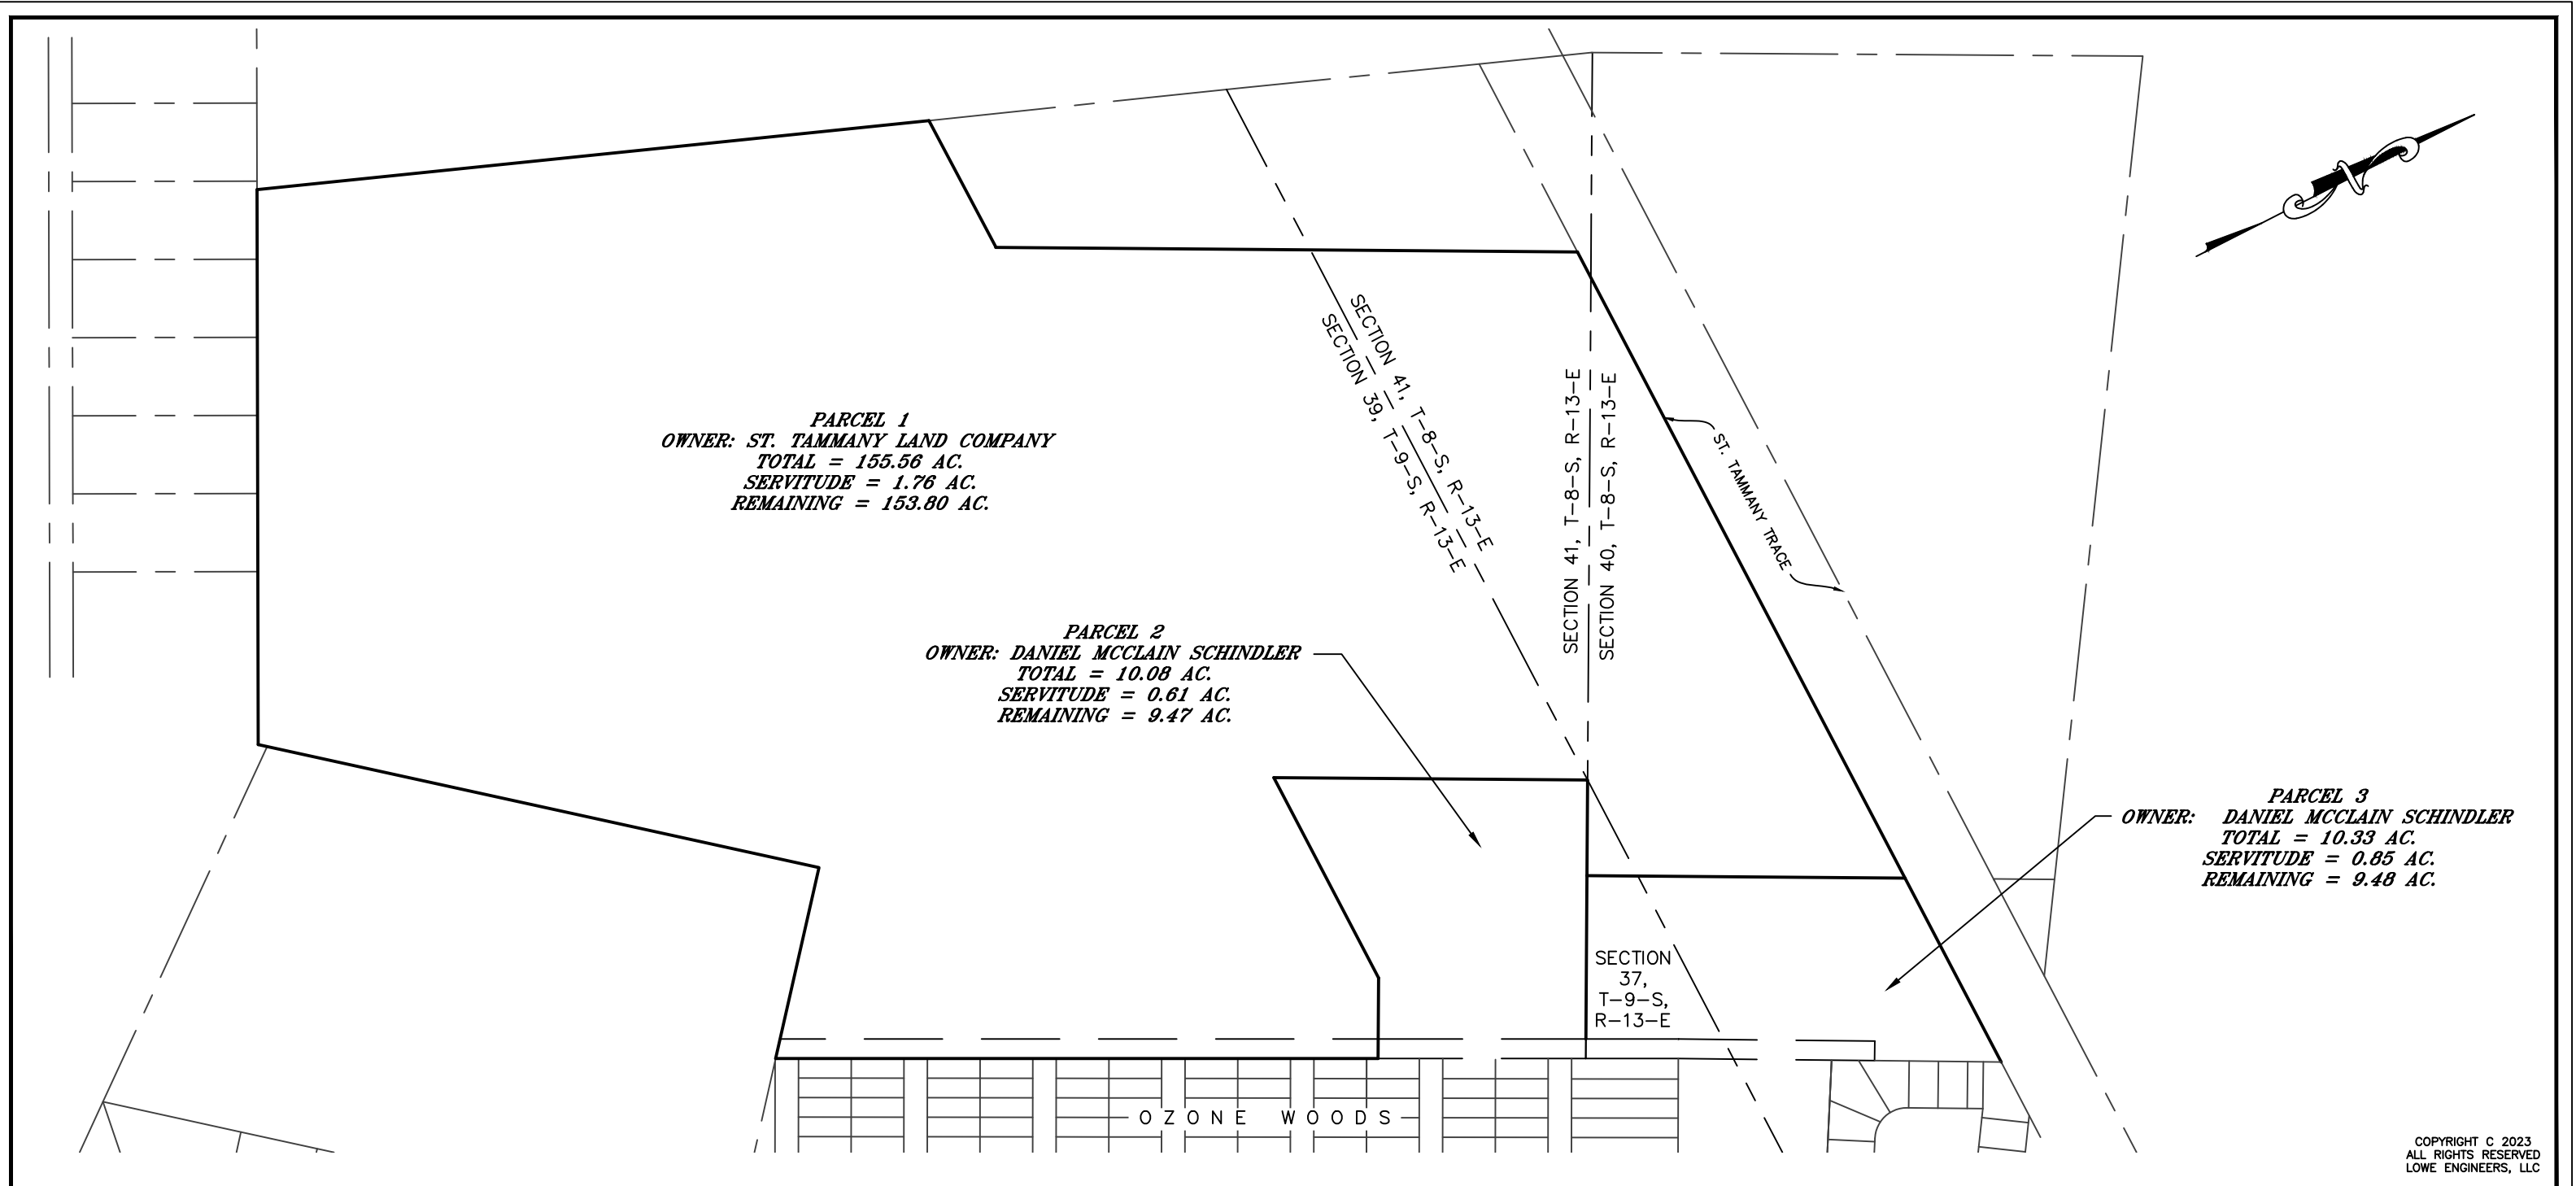 PARCEL 1
OWNER: ST. TAMMANY LAND COMPANY
TOTAL = 155.56 AC.
SERVITUDE = 1.76 AC.
REMAINING = 153.80 AC.
SECTION 41, T-8-S, R-13-E
SECTION 39, T-9-S, R-13-E
SECTION 41, T-8-S, R-13-E
SECTION 40, T-8-S, R-13-E
ST. TAMMANY TRACE
PARCEL 2
OWNER: DANIEL MCCLAIN SCHINDLER
TOTAL = 10.08 AC.
SERVITUDE = 0.61 AC.
REMAINING = 9.47 AC.
PARCEL 3
OWNER: DANIEL MCCLAIN SCHINDLER
TOTAL = 10.33 AC.
SERVITUDE = 0.85 AC.
REMAINING = 9.48 AC.
SECTION
37,
T-9-S,
R-13-E
OZONE WOODS
COPYRIGHT C 2023
ALL RIGHTS RESERVED
LOWE ENGINEERS, LLC